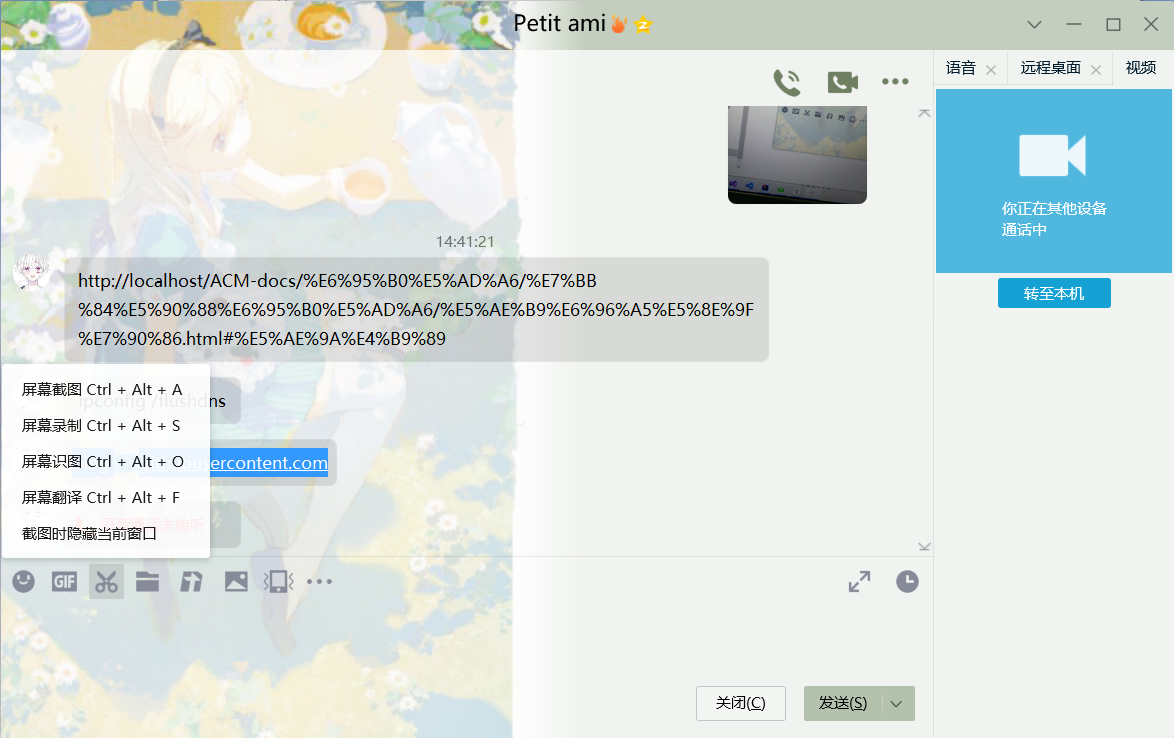 Petit ami
语音
远程桌面
视频
你正在其他设备
通话中
转至本机
14:41:21
http://localhost/ACM-docs/%E6%95%B0%E5%AD%A6/%E7%BB
%84%E5%90%88%E6%95%B0%E5%AD%A6/%E5%AE%B9%E6%96%A5%E5%8E%9F
%E7%90%86.html#%E5%AE%9A%E4%B9%89
ipconfig /flushdns
usercontent.com
屏幕截图 Ctrl + Alt + A
屏幕录制 Ctrl + Alt + S
屏幕识图 Ctrl + Alt + O
屏幕翻译 Ctrl + Alt + F
截图时隐藏当前窗口
GIF
关闭(C)
发送(S)